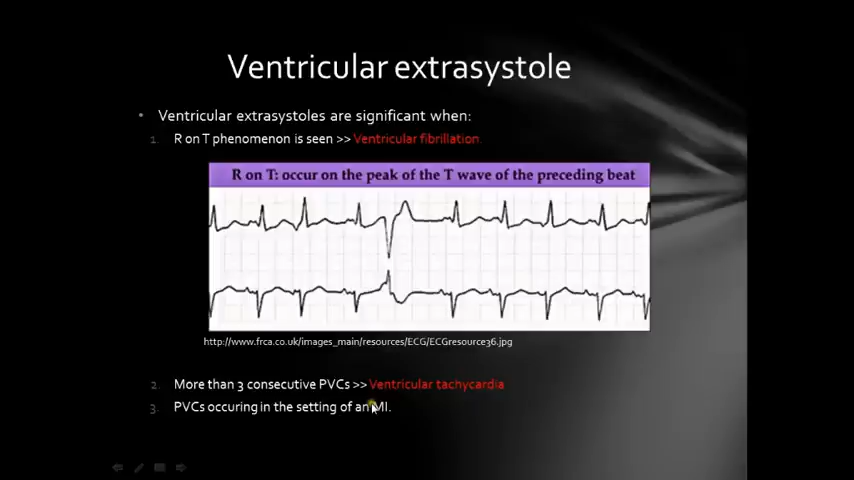 Ventricular extrasystole
• Ventricular extrasystoles are significant when:
1. R on T phenomenon is seen >> Ventricular fibrillation.
R on T: occur on the peak of the T wave of the preceding beat
http://www.frca.co.uk/images_main/resources/ECG/ECGresource36.jpg
2. More than 3 consecutive PVCs >> Ventricular tachycardia
3. PVCs occuring in the setting of an MI.